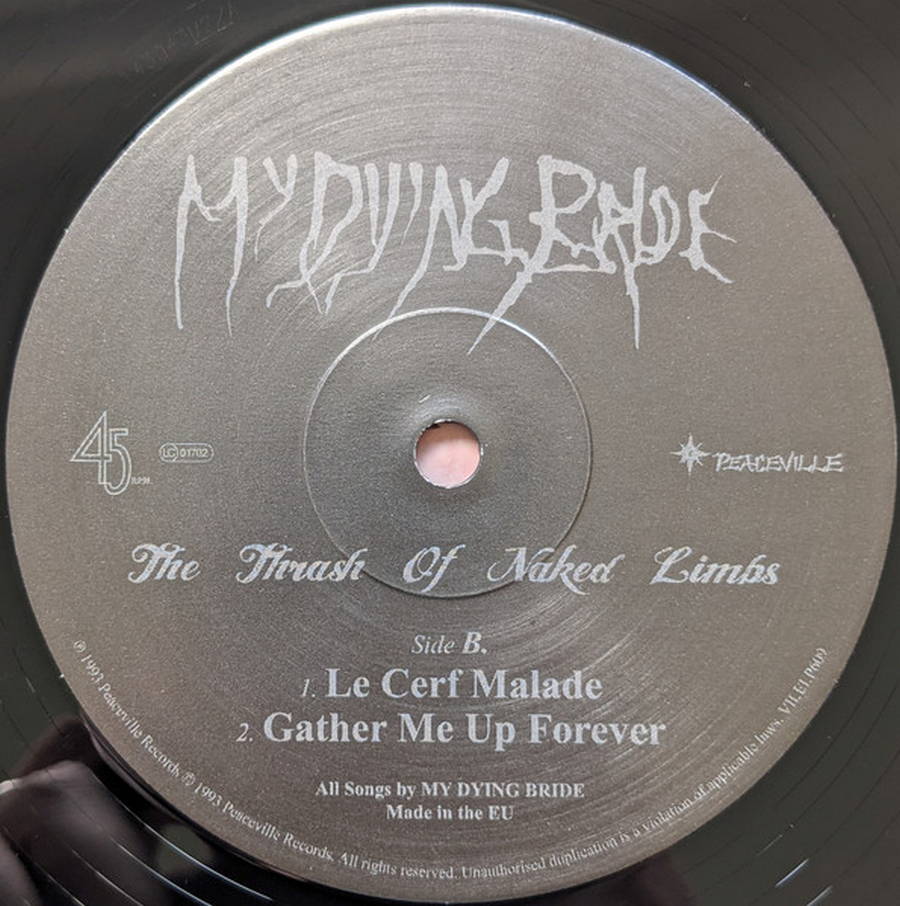 MY DYING BRIDE
45 R.P.M.
LC 01702
PEACEVILLE
The Thrash Of Naked Limbs
Side B.
1. Le Cerf Malade
2. Gather Me Up Forever
All Songs by MY DYING BRIDE
Made in the EU
℗ 1993 Peaceville Records. © 1993 Peaceville Records. All rights reserved. Unauthorised duplication is a violation of applicable laws. VILELP609